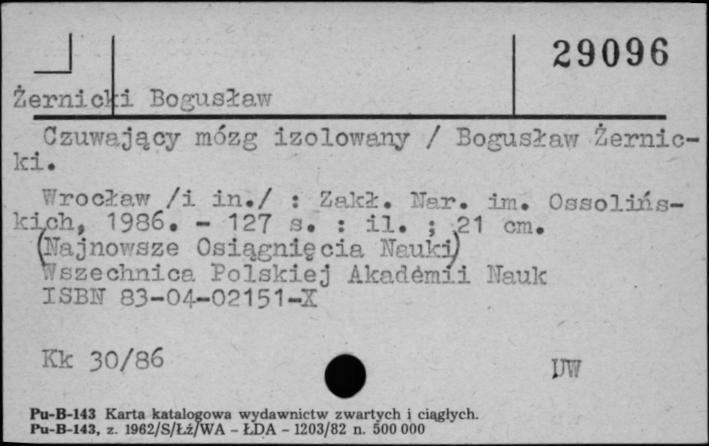 29096
Żernicki Bogusław
Czuwający mózg izolowany / Bogusław Żernic-
ki.
Wrocław /i in./ : Zakł. Nar. im. Ossolińs-
kich, 1986. - 127 s. : il. ; 21 cm.
(Najnowsze Osiągnięcia Nauki)
Wszechnica Polskiej Akademii Nauk
ISBN 83-04-02151-X
Kk 30/86
UW
Pu-B-143 Karta katalogowa wydawnictw zwartych i ciągłych.
Pu-B-143, z. 1962/S/Łź/WA - ŁDA - 1203/82 n. 500 000